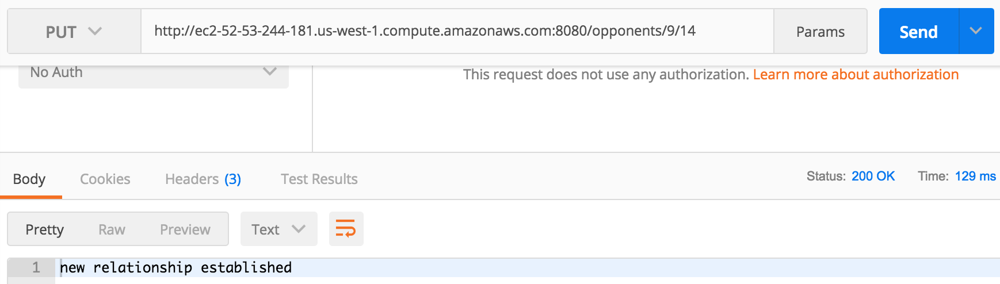 PUT http://ec2-52-53-244-181.us-west-1.compute.amazonaws.com:8080/opponents/9/14 Params Send
No Auth This request does not use any authorization. Learn more about authorization
Body Cookies Headers (3) Test Results Status: 200 OK Time: 129 ms
Pretty Raw Preview Text
1 new relationship established